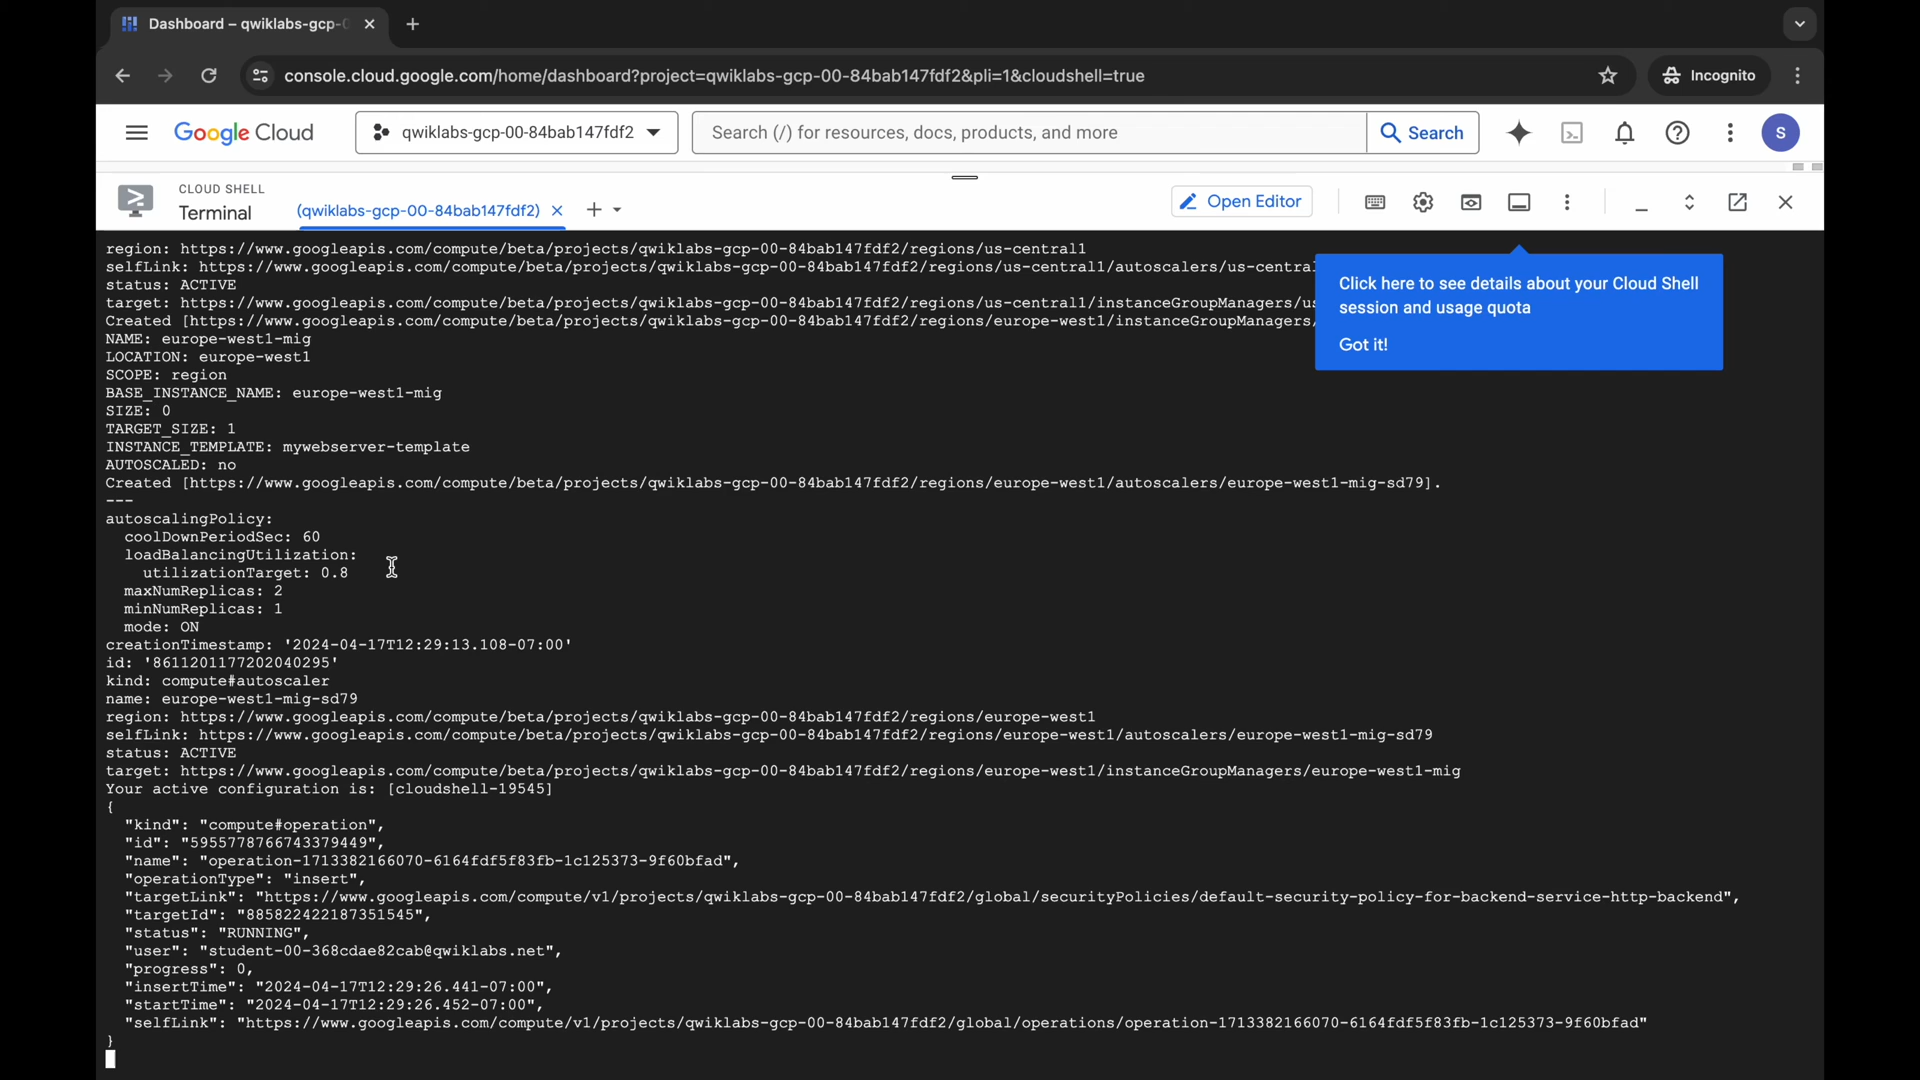 Dashboard – qwiklabs-gcp-0
console.cloud.google.com/home/dashboard?project=qwiklabs-gcp-00-84bab147fdf2&pli=1&cloudshell=true
Incognito
Google Cloud
qwiklabs-gcp-00-84bab147fdf2
Search (/) for resources, docs, products, and more
Search
S
CLOUD SHELL
Terminal
(qwiklabs-gcp-00-84bab147fdf2)
Open Editor
region: https://www.googleapis.com/compute/beta/projects/qwiklabs-gcp-00-84bab147fdf2/regions/us-central1
selfLink: https://www.googleapis.com/compute/beta/projects/qwiklabs-gcp-00-84bab147fdf2/regions/us-central1/autoscalers/us-central
status: ACTIVE
target: https://www.googleapis.com/compute/beta/projects/qwiklabs-gcp-00-84bab147fdf2/regions/us-central1/instanceGroupManagers/us
Created [https://www.googleapis.com/compute/beta/projects/qwiklabs-gcp-00-84bab147fdf2/regions/europe-west1/instanceGroupManagers/
Click here to see details about your Cloud Shell
session and usage quota
Got it!
NAME: europe-west1-mig
LOCATION: europe-west1
SCOPE: region
BASE_INSTANCE_NAME: europe-west1-mig
SIZE: 0
TARGET_SIZE: 1
INSTANCE_TEMPLATE: mywebserver-template
AUTOSCALED: no
Created [https://www.googleapis.com/compute/beta/projects/qwiklabs-gcp-00-84bab147fdf2/regions/europe-west1/autoscalers/europe-west1-mig-sd79].
---
autoscalingPolicy:
  coolDownPeriodSec: 60
  loadBalancingUtilization:
    utilizationTarget: 0.8
  maxNumReplicas: 2
  minNumReplicas: 1
  mode: ON
creationTimestamp: '2024-04-17T12:29:13.108-07:00'
id: '8611201177202040295'
kind: compute#autoscaler
name: europe-west1-mig-sd79
region: https://www.googleapis.com/compute/beta/projects/qwiklabs-gcp-00-84bab147fdf2/regions/europe-west1
selfLink: https://www.googleapis.com/compute/beta/projects/qwiklabs-gcp-00-84bab147fdf2/regions/europe-west1/autoscalers/europe-west1-mig-sd79
status: ACTIVE
target: https://www.googleapis.com/compute/beta/projects/qwiklabs-gcp-00-84bab147fdf2/regions/europe-west1/instanceGroupManagers/europe-west1-mig
Your active configuration is: [cloudshell-19545]
{
  "kind": "compute#operation",
  "id": "5955778766743379449",
  "name": "operation-1713382166070-6164fdf5f83fb-1c125373-9f60bfad",
  "operationType": "insert",
  "targetLink": "https://www.googleapis.com/compute/v1/projects/qwiklabs-gcp-00-84bab147fdf2/global/securityPolicies/default-security-policy-for-backend-service-http-backend",
  "targetId": "885822422187351545",
  "status": "RUNNING",
  "user": "student-00-368cdae82cab@qwiklabs.net",
  "progress": 0,
  "insertTime": "2024-04-17T12:29:26.441-07:00",
  "startTime": "2024-04-17T12:29:26.452-07:00",
  "selfLink": "https://www.googleapis.com/compute/v1/projects/qwiklabs-gcp-00-84bab147fdf2/global/operations/operation-1713382166070-6164fdf5f83fb-1c125373-9f60bfad"
}